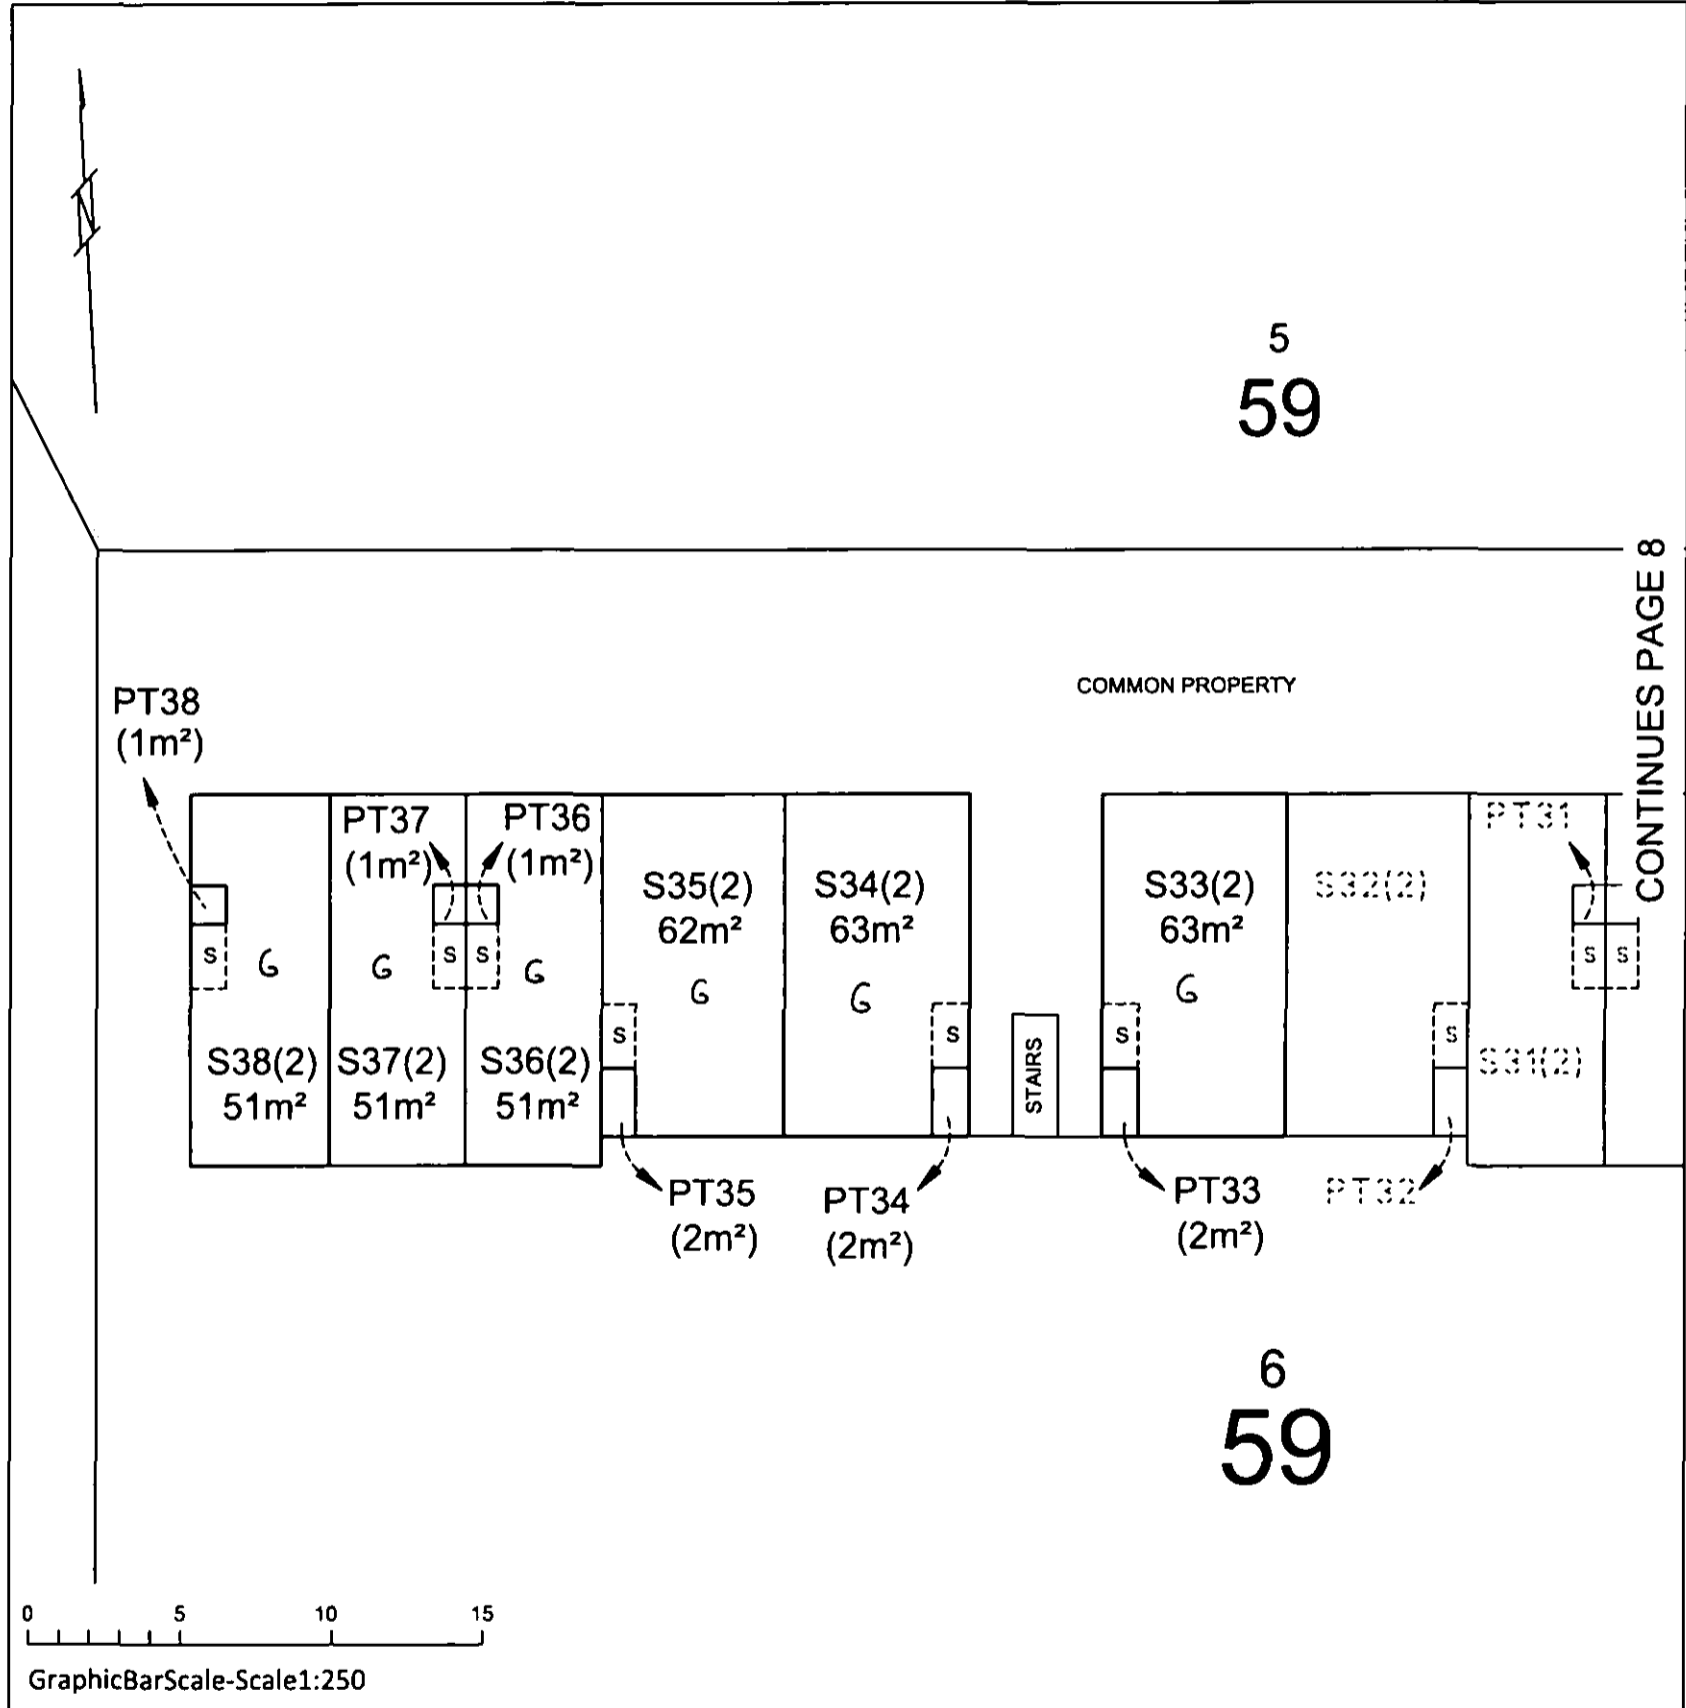 5
59
CONTINUES PAGE 8
COMMON PROPERTY
PT38
(1m²)
PT37
(1m²)
PT36
(1m²)
PT31
S35(2)
62m²
S34(2)
63m²
S33(2)
63m²
S32(2)
S
G
G
S
S
G
G
G
G
S
S
S
S
S
S
S38(2)
51m²
S37(2)
51m²
S36(2)
51m²
STAIRS
S31(2)
PT35
(2m²)
PT34
(2m²)
PT33
(2m²)
PT32
6
59
0 5 10 15
GraphicBarScale-Scale1:250